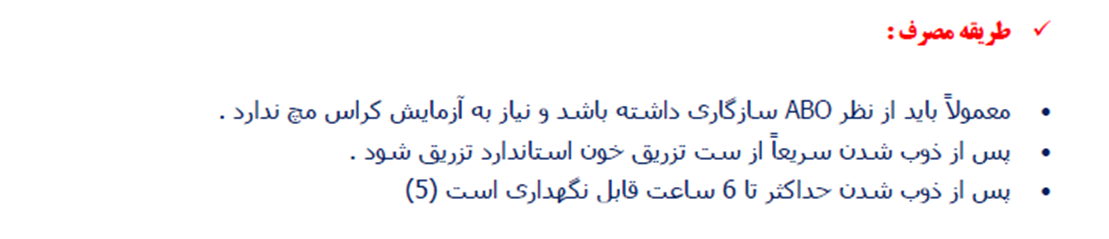 ✓ طریقه مصرف :
• معمولاً باید از نظر ABO سازگاری داشته باشد و نیاز به آزمایش کراس مچ ندارد .
• پس از ذوب شدن سریعاً از ست تزریق خون استاندارد تزریق شود .
• پس از ذوب شدن حداکثر تا 6 ساعت قابل نگهداری است (5)